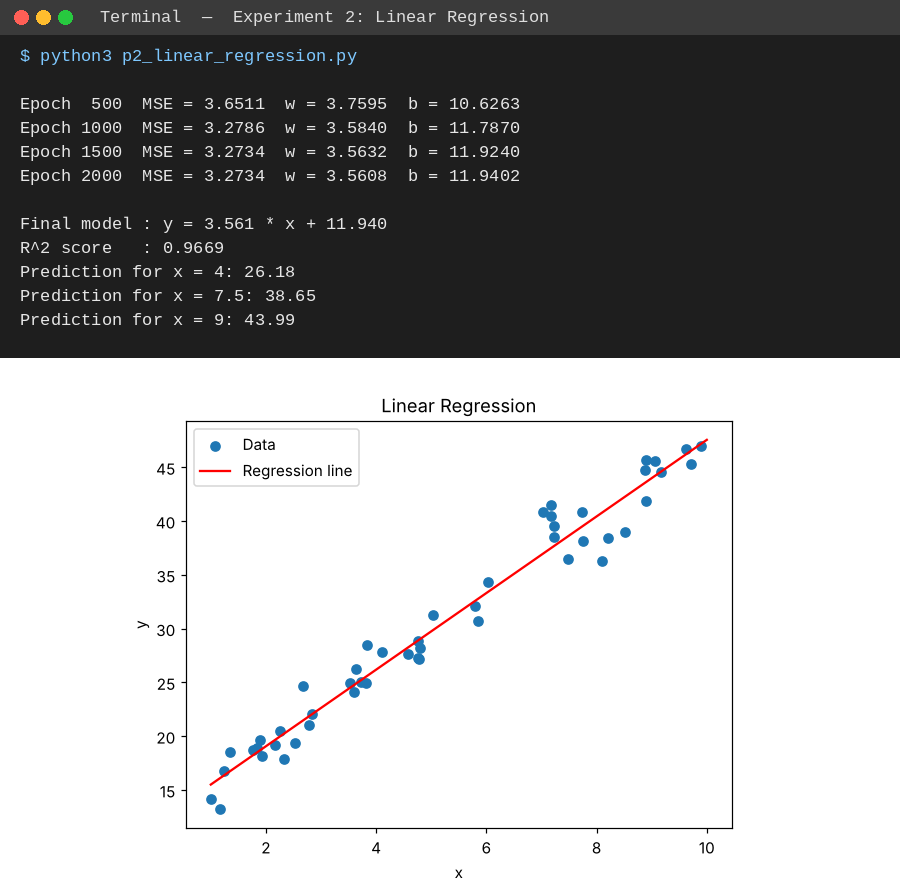 Terminal — Experiment 2: Linear Regression
$ python3 p2_linear_regression.py
Epoch  500  MSE = 3.6511  w = 3.7595  b = 10.6263
Epoch 1000  MSE = 3.2786  w = 3.5840  b = 11.7870
Epoch 1500  MSE = 3.2734  w = 3.5632  b = 11.9240
Epoch 2000  MSE = 3.2734  w = 3.5608  b = 11.9402
Final model : y = 3.561 * x + 11.940
R^2 score   : 0.9669
Prediction for x = 4: 26.18
Prediction for x = 7.5: 38.65
Prediction for x = 9: 43.99
Linear Regression
Data
Regression line
45
40
35
30
25
20
15
y
2 4 6 8 10
x